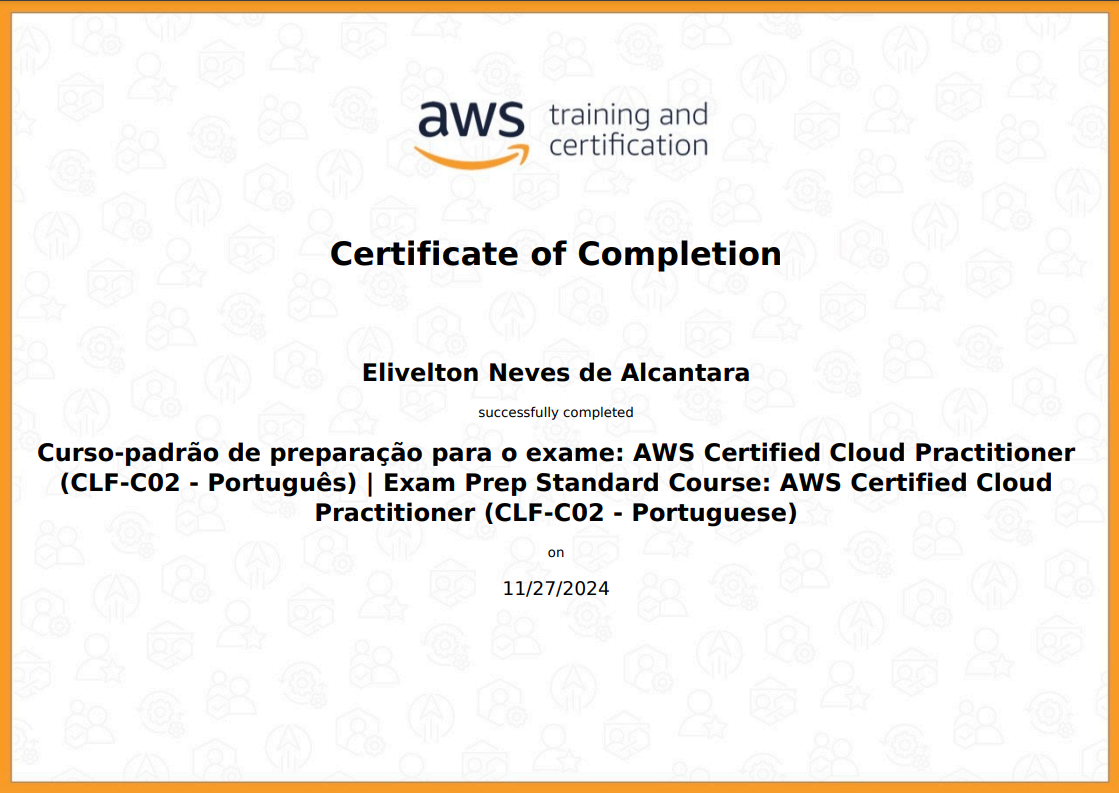 aws training and
certification
Certificate of Completion
Elivelton Neves de Alcantara
successfully completed
Curso-padrão de preparação para o exame: AWS Certified Cloud Practitioner
(CLF-C02 - Português) | Exam Prep Standard Course: AWS Certified Cloud
Practitioner (CLF-C02 - Portuguese)
on
11/27/2024